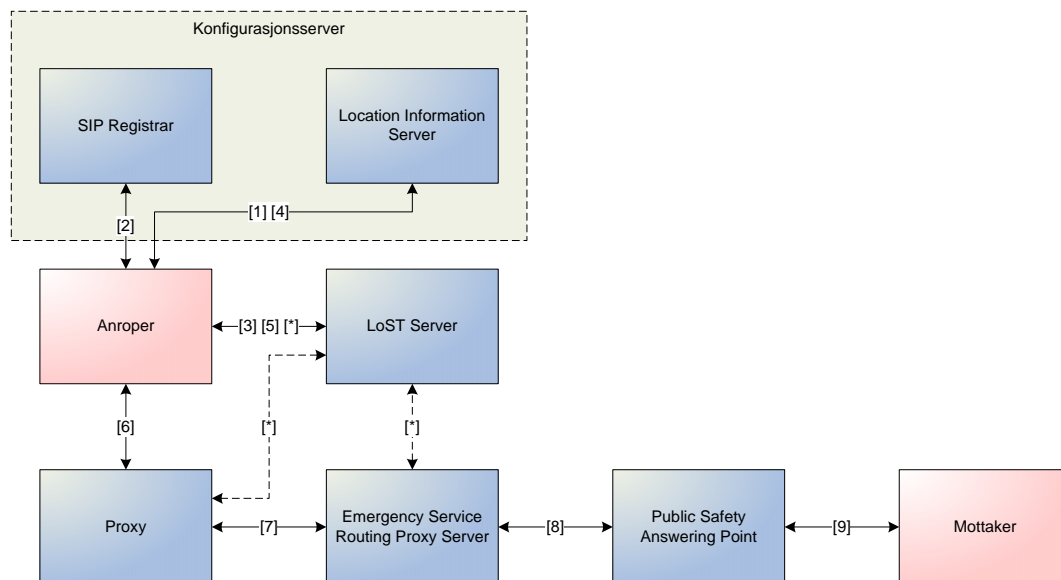 Konfigurasjonsserver
SIP Registrar
Location Information
Server
[1] [4]
[2]
Anroper
[3] [5] [*]
LoST Server
[6]
[*]
[*]
Proxy
[7]
Emergency Service
Routing Proxy Server
[8]
Public Safety
Answering Point
[9]
Mottaker